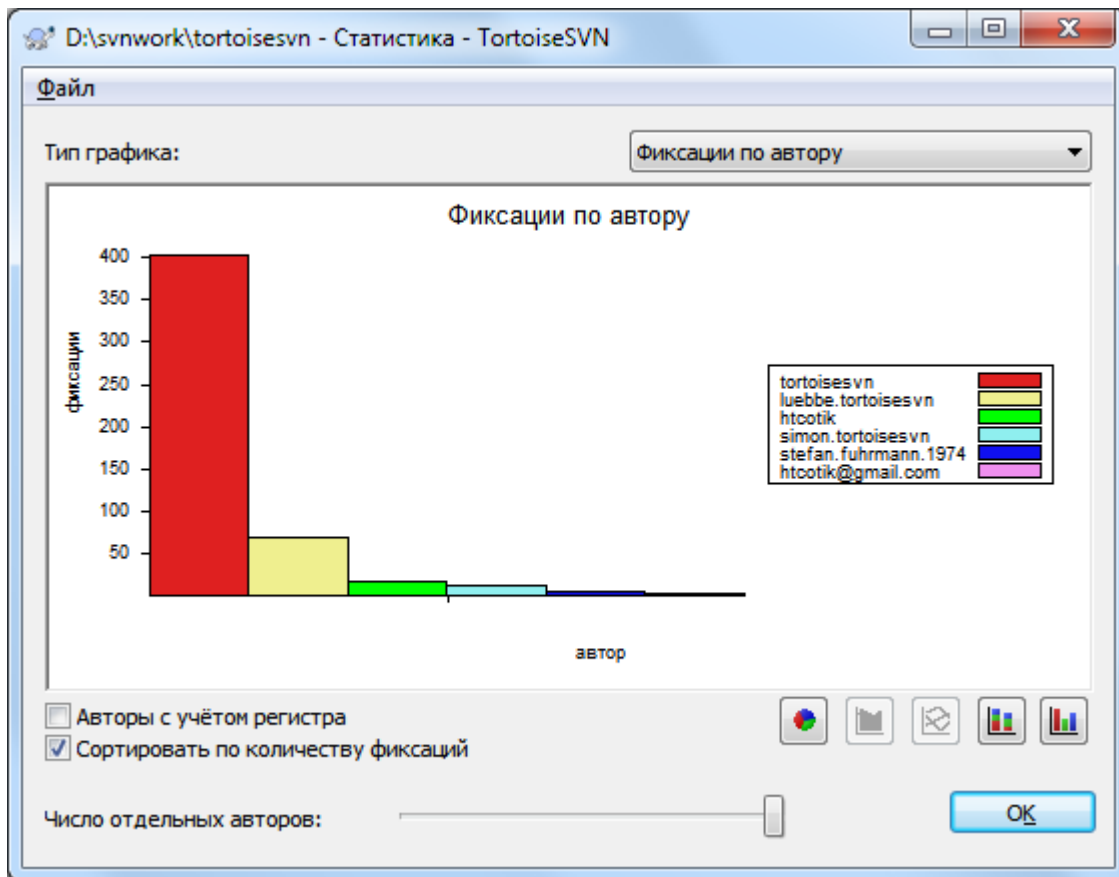 D:\svnwork\tortoisesvn - Статистика - TortoiseSVN
Файл
Тип графика:
Фиксации по автору
Фиксации по автору
400
350
300
250
200
150
100
50
фиксации
автор
tortoisesvn
luebbe.tortoisesvn
htcotik
simon.tortoisesvn
stefan.fuhrmann.1974
htcotik@gmail.com
Авторы с учётом регистра
Сортировать по количеству фиксаций
Число отдельных авторов:
OK